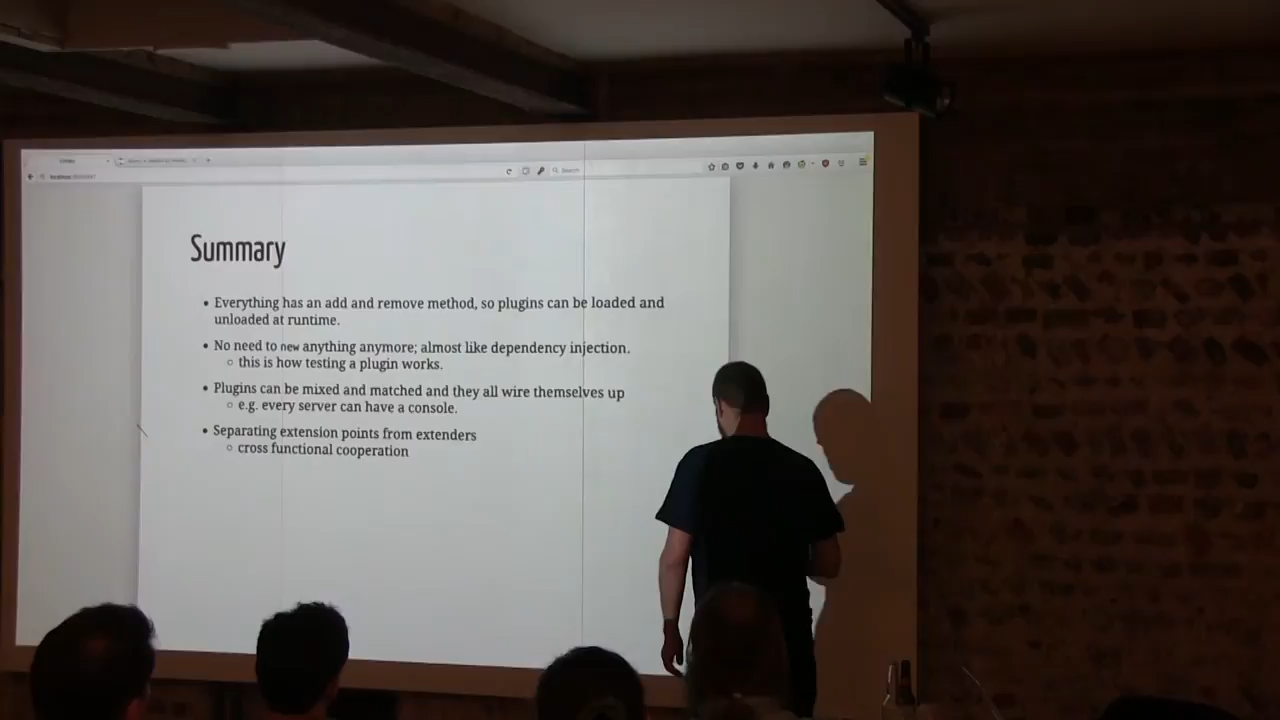 Search
Summary
• Everything has an add and remove method, so plugins can be loaded and
unloaded at runtime.
• No need to new anything anymore; almost like dependency injection.
◦ this is how testing a plugin works.
• Plugins can be mixed and matched and they all wire themselves up
◦ e.g. every server can have a console.
• Separating extension points from extenders
◦ cross functional cooperation